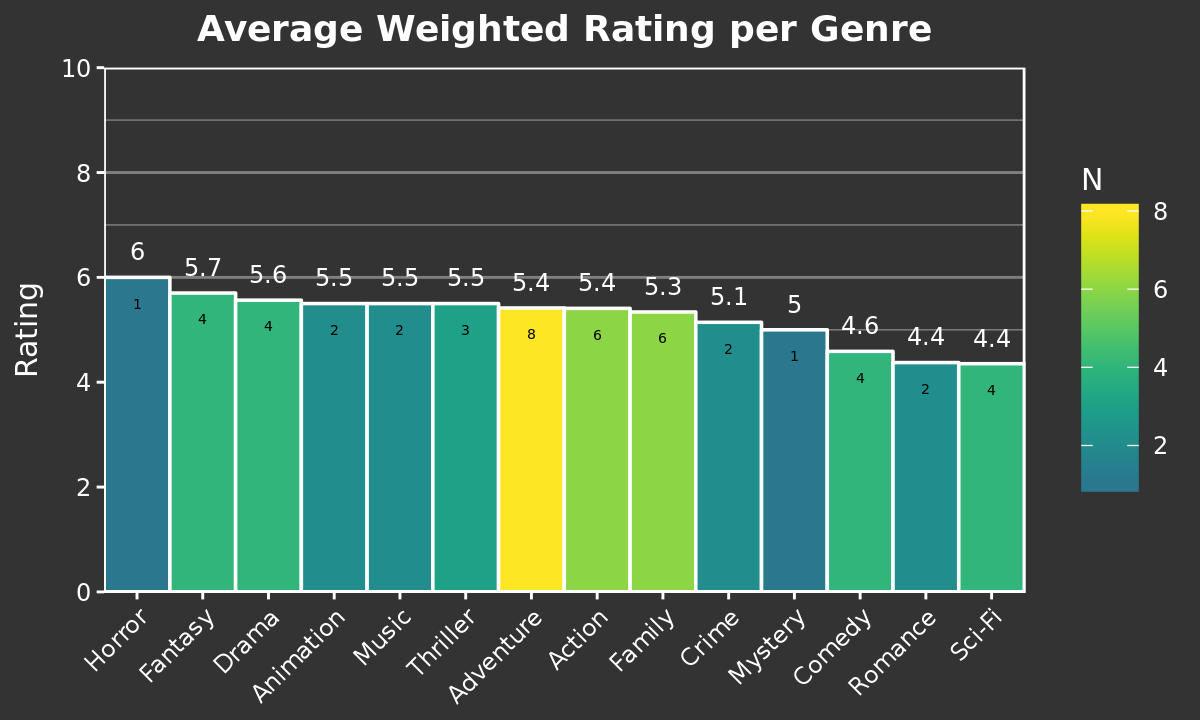 Average Weighted Rating per Genre
10
8
6
4
2
0
Rating
6 5.7 5.6 5.5 5.5 5.5 5.4 5.4 5.3 5.1 5 4.6 4.4 4.4
1 4 4 2 2 3 8 6 6 2 1 4 2 4
Horror Fantasy Drama Animation Music Thriller Adventure Action Family Crime Mystery Comedy Romance Sci-Fi
N
8
6
4
2